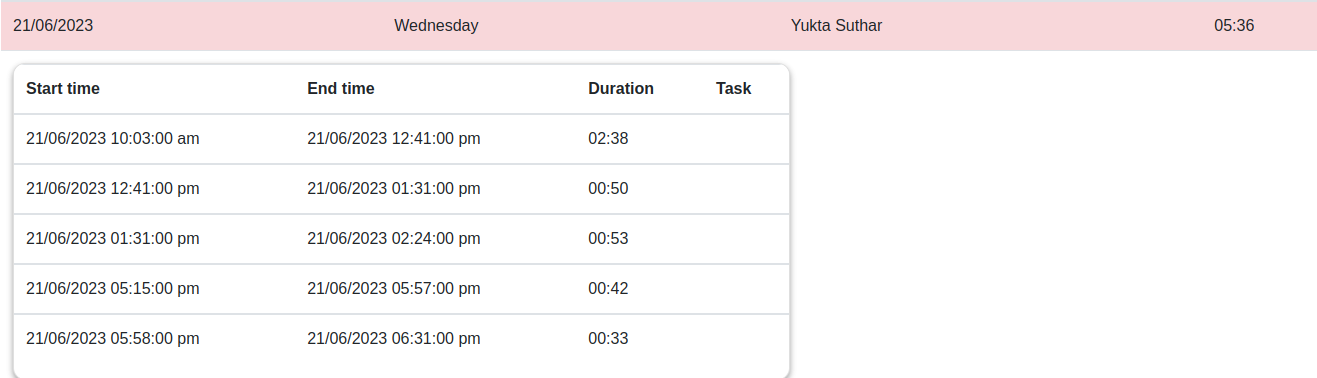 21/06/2023 Wednesday Yukta Suthar 05:36
Start time End time Duration Task
21/06/2023 10:03:00 am 21/06/2023 12:41:00 pm 02:38
21/06/2023 12:41:00 pm 21/06/2023 01:31:00 pm 00:50
21/06/2023 01:31:00 pm 21/06/2023 02:24:00 pm 00:53
21/06/2023 05:15:00 pm 21/06/2023 05:57:00 pm 00:42
21/06/2023 05:58:00 pm 21/06/2023 06:31:00 pm 00:33